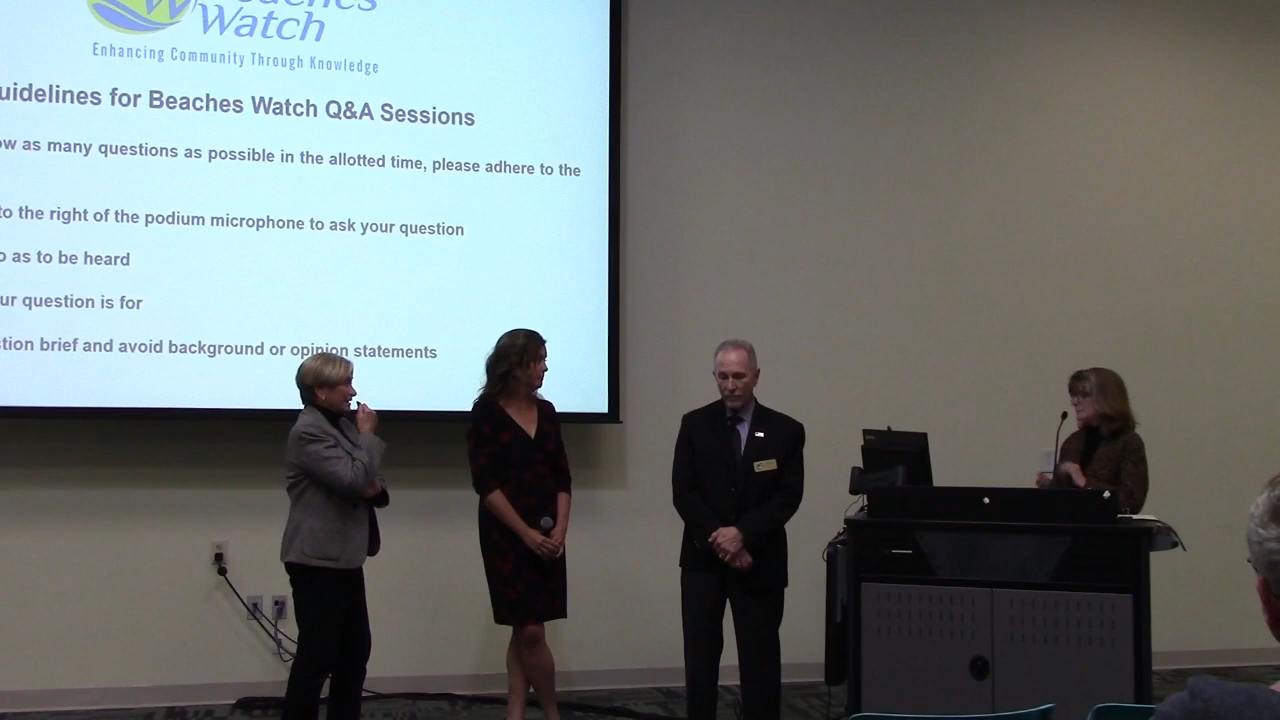 Watch
Enhancing Community Through Knowledge
uidelines for Beaches Watch Q&A Sessions
ow as many questions as possible in the allotted time, please adhere to the
to the right of the podium microphone to ask your question
o as to be heard
ur question is for
tion brief and avoid background or opinion statements